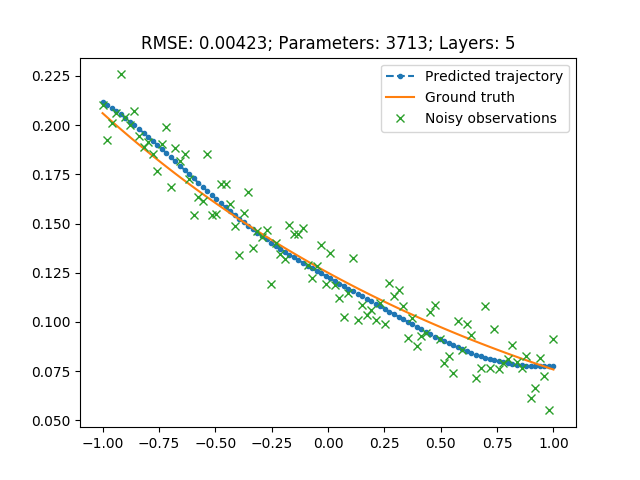 RMSE: 0.00423; Parameters: 3713; Layers: 5
Predicted trajectory
Ground truth
Noisy observations
0.225
0.200
0.175
0.150
0.125
0.100
0.075
0.050
−1.00 −0.75 −0.50 −0.25 0.00 0.25 0.50 0.75 1.00